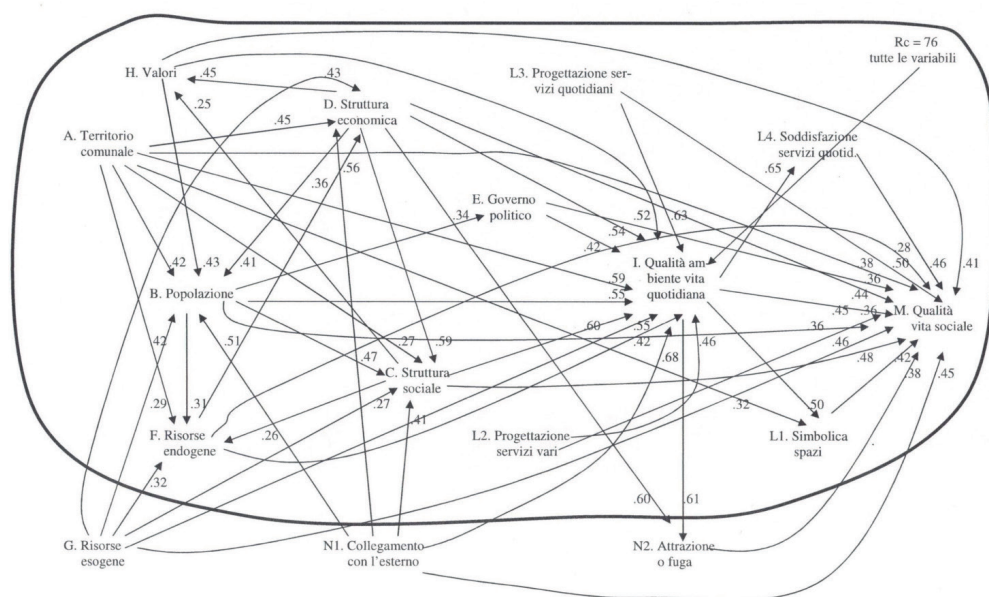 Rc = 76
tutte le variabili
H. Valori
.45
.43
L3. Progettazione ser-
vizi quotidiani
.25
D. Struttura
economica
A. Territorio
comunale
.45
L4. Soddisfazione
servizi quotid.
.56
.36
.65
E. Governo
politico
.34
.52
.63
.54
.42
.28
.42
.43
.41
I. Qualità am
biente vita
quotidiana
.38
.50
.46
.41
.59
.36
B. Popolazione
.55
.44
M. Qualità
vita sociale
.45
.36
.60
.55
.36
.42
.51
.27
.59
.42
.46
.46
.47
.68
.48
.42
C. Struttura
sociale
.38
.45
.29
.31
.27
.41
.32
.50
F. Risorse
endogene
.26
L2. Progettazione
servizi vari
L1. Simbolica
spazi
.32
.60
.61
G. Risorse
esogene
N1. Collegamento
con l'esterno
N2. Attrazione
o fuga